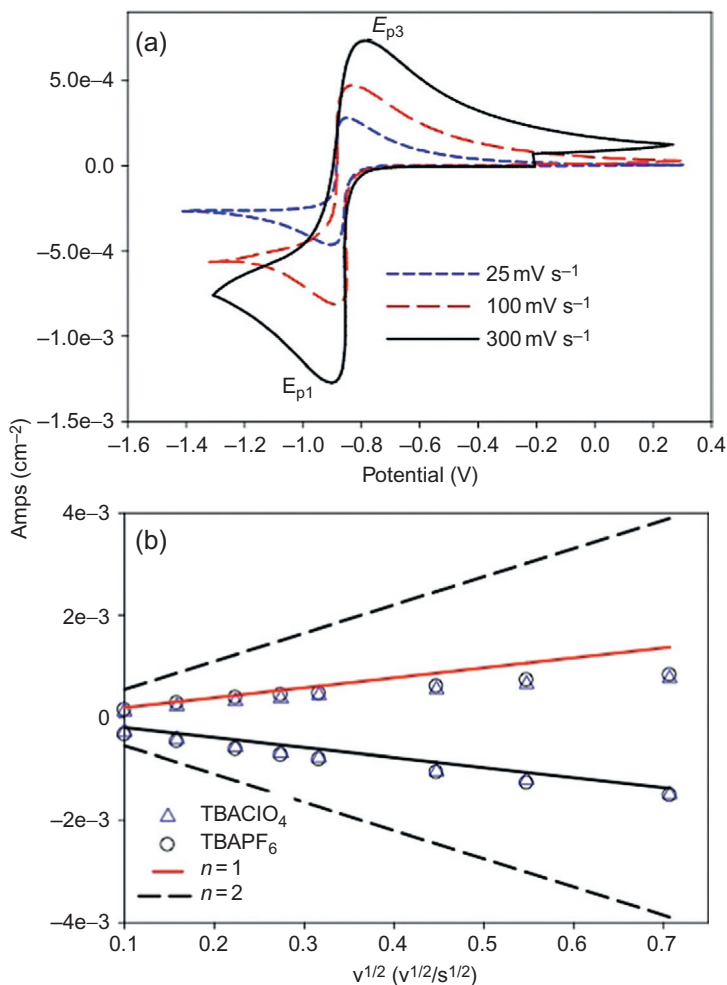 (a)
Ep3
5.0e-4
0.0
−5.0e-4
−1.0e-3
−1.5e-3
25 mV s−1
100 mV s−1
300 mV s−1
Ep1
−1.6 −1.4 −1.2 −1.0 −0.8 −0.6 −0.4 −0.2 0.0 0.2 0.4
Potential (V)
Amps (cm−2)
(b)
4e-3
2e-3
0
−2e-3
−4e-3
TBAClO4
TBAPF6
n = 1
n = 2
0.1 0.2 0.3 0.4 0.5 0.6 0.7
v1/2 (v1/2/s1/2)